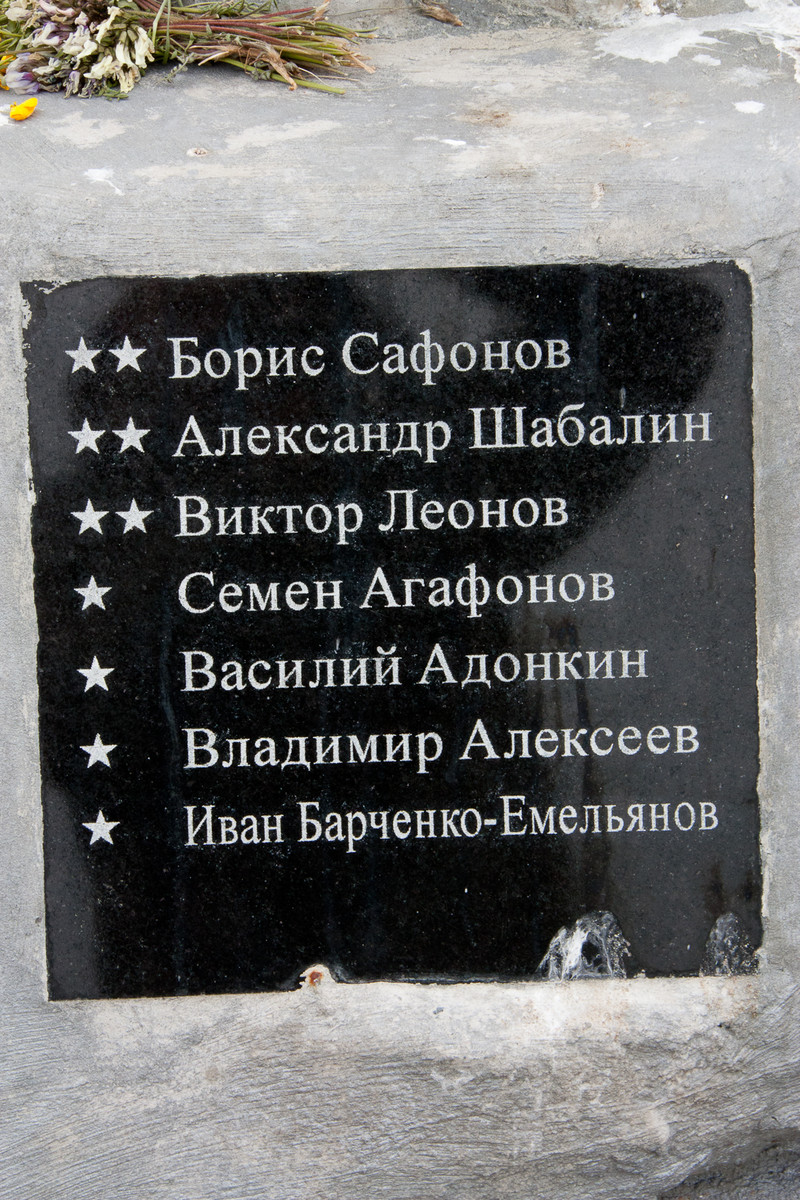 ★★ Борис Сафонов
★★ Александр Шабалин
★★ Виктор Леонов
★ Семен Агафонов
★ Василий Адонкин
★ Владимир Алексеев
★ Иван Барченко-Емельянов